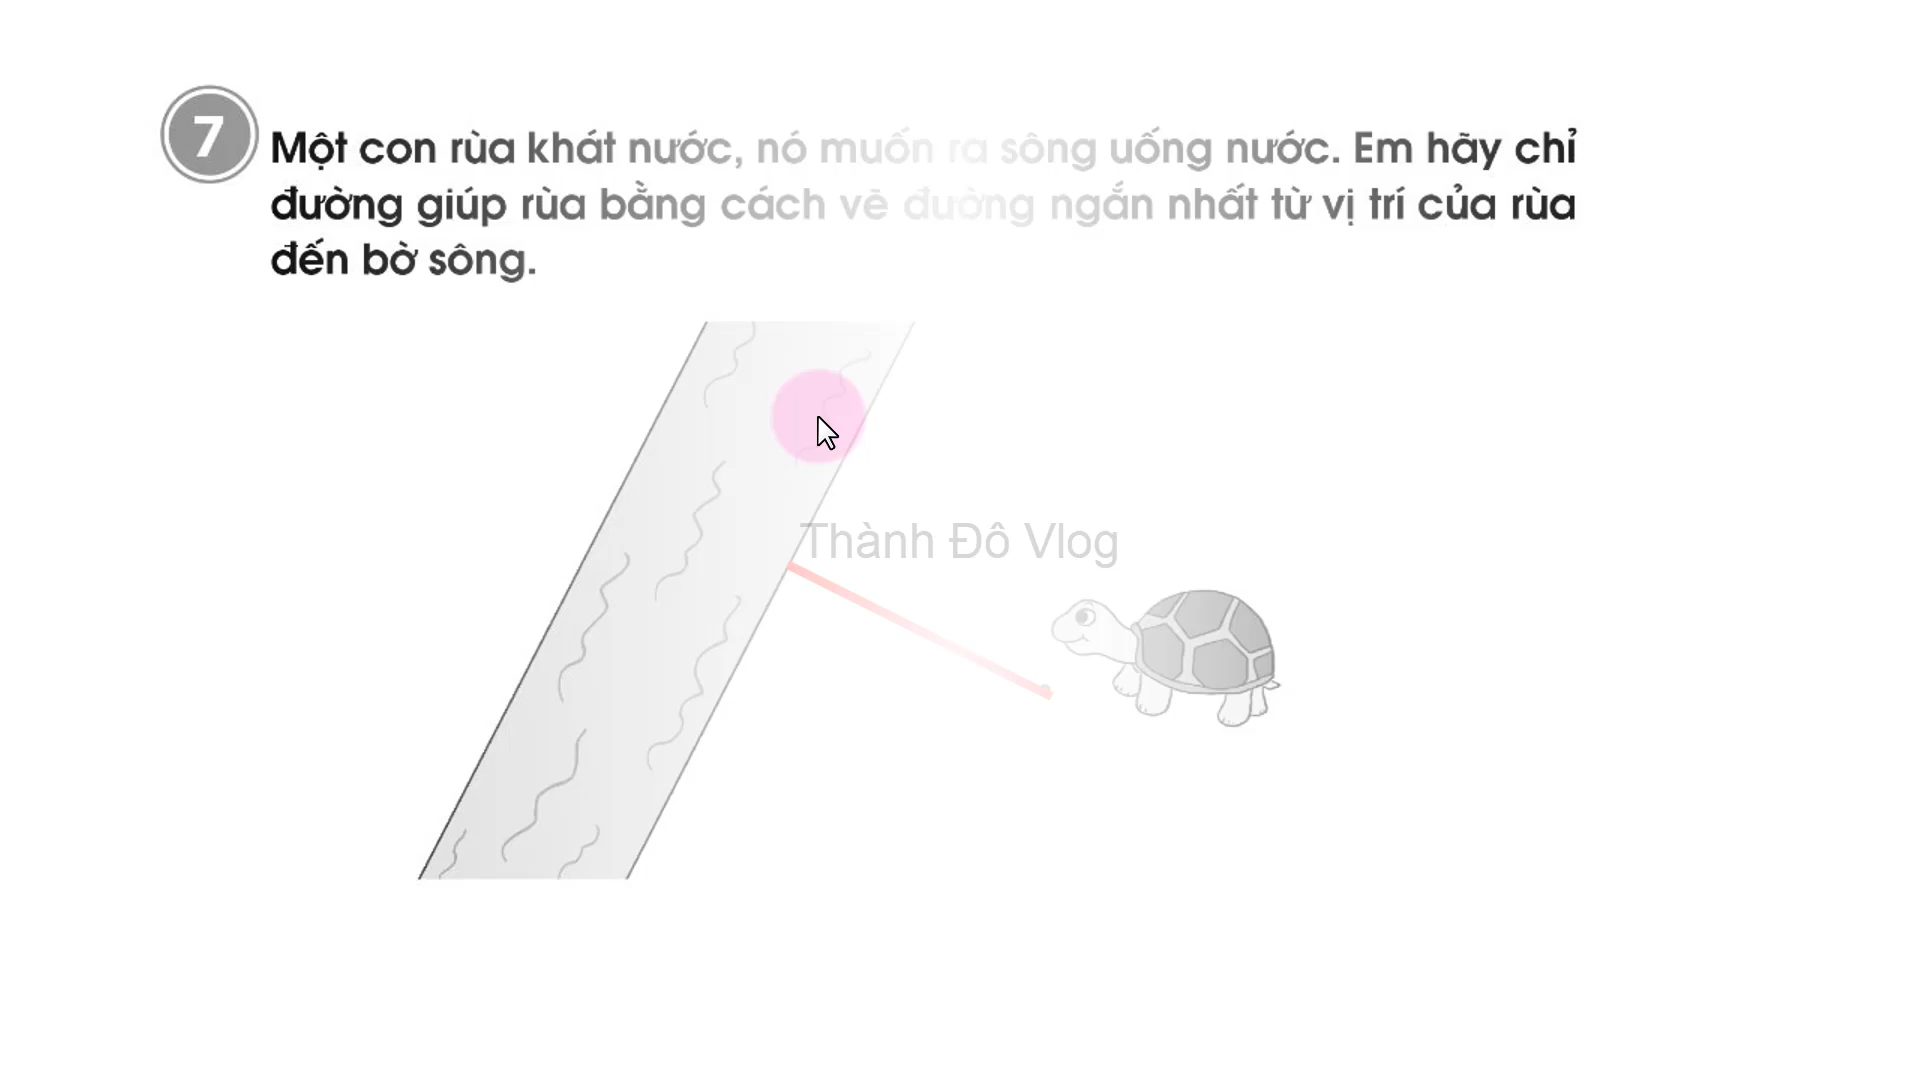 7
Một con rùa khát nước, nó muốn ra sông uống nước. Em hãy chỉ
đường giúp rùa bằng cách vẽ đường ngắn nhất từ vị trí của rùa
đến bờ sông.
Thành Đô Vlog